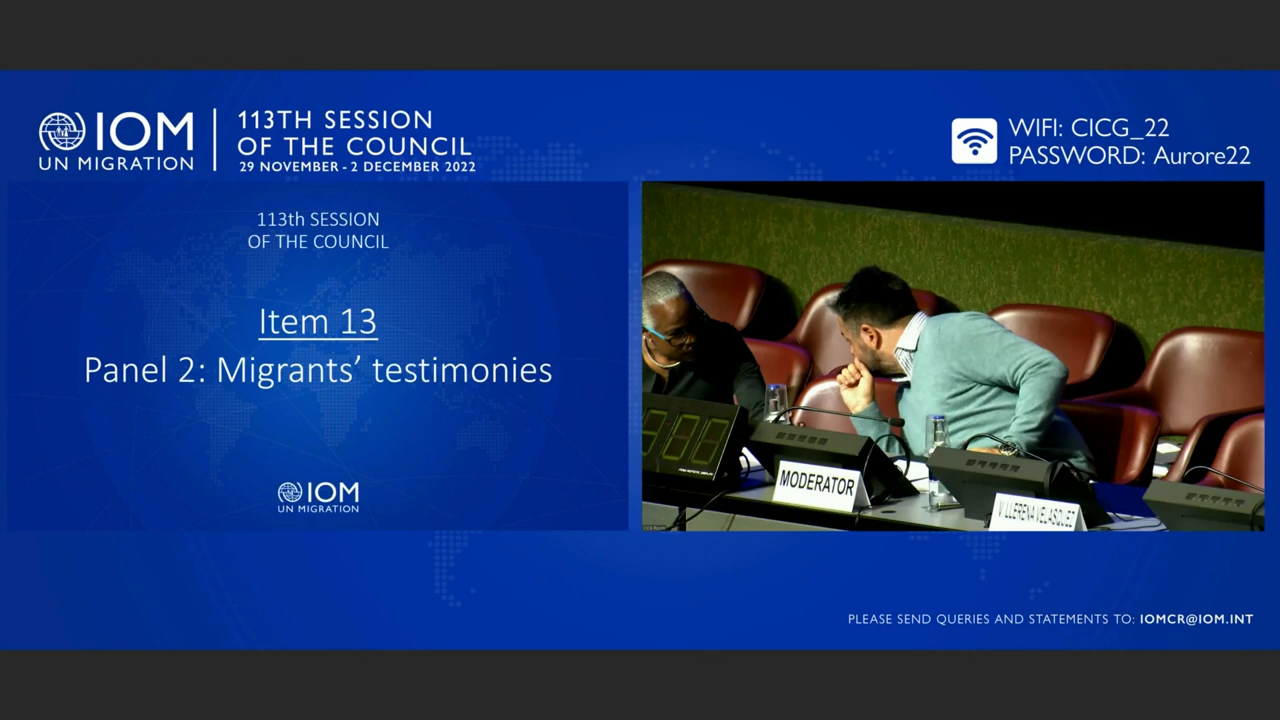 IOM
UN MIGRATION
113TH SESSION
OF THE COUNCIL
29 NOVEMBER - 2 DECEMBER 2022
WIFI: CICG_22
PASSWORD: Aurore22
113th SESSION
OF THE COUNCIL
Item 13
Panel 2: Migrants’ testimonies
IOM
UN MIGRATION
MODERATOR
V. LLERENA VELASQUEZ
PLEASE SEND QUERIES AND STATEMENTS TO: IOMCR@IOM.INT